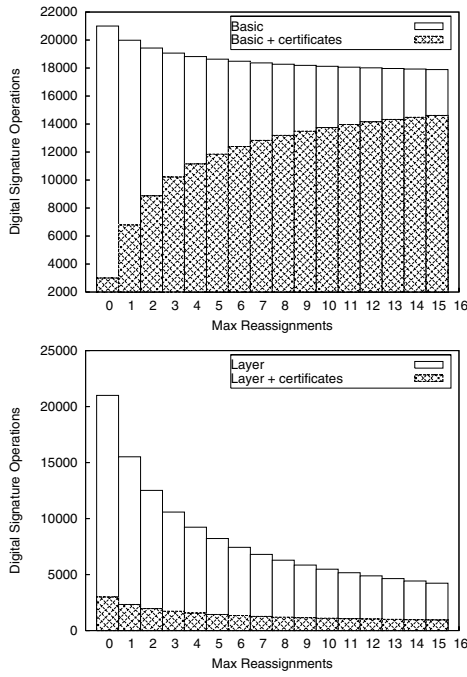 22000
20000
18000
16000
14000
12000
10000
8000
6000
4000
2000
Digital Signature Operations
Basic
Basic + certificates
0 1 2 3 4 5 6 7 8 9 10 11 12 13 14 15 16
Max Reassignments
25000
20000
15000
10000
5000
0
Digital Signature Operations
Layer
Layer + certificates
0 1 2 3 4 5 6 7 8 9 10 11 12 13 14 15 16
Max Reassignments